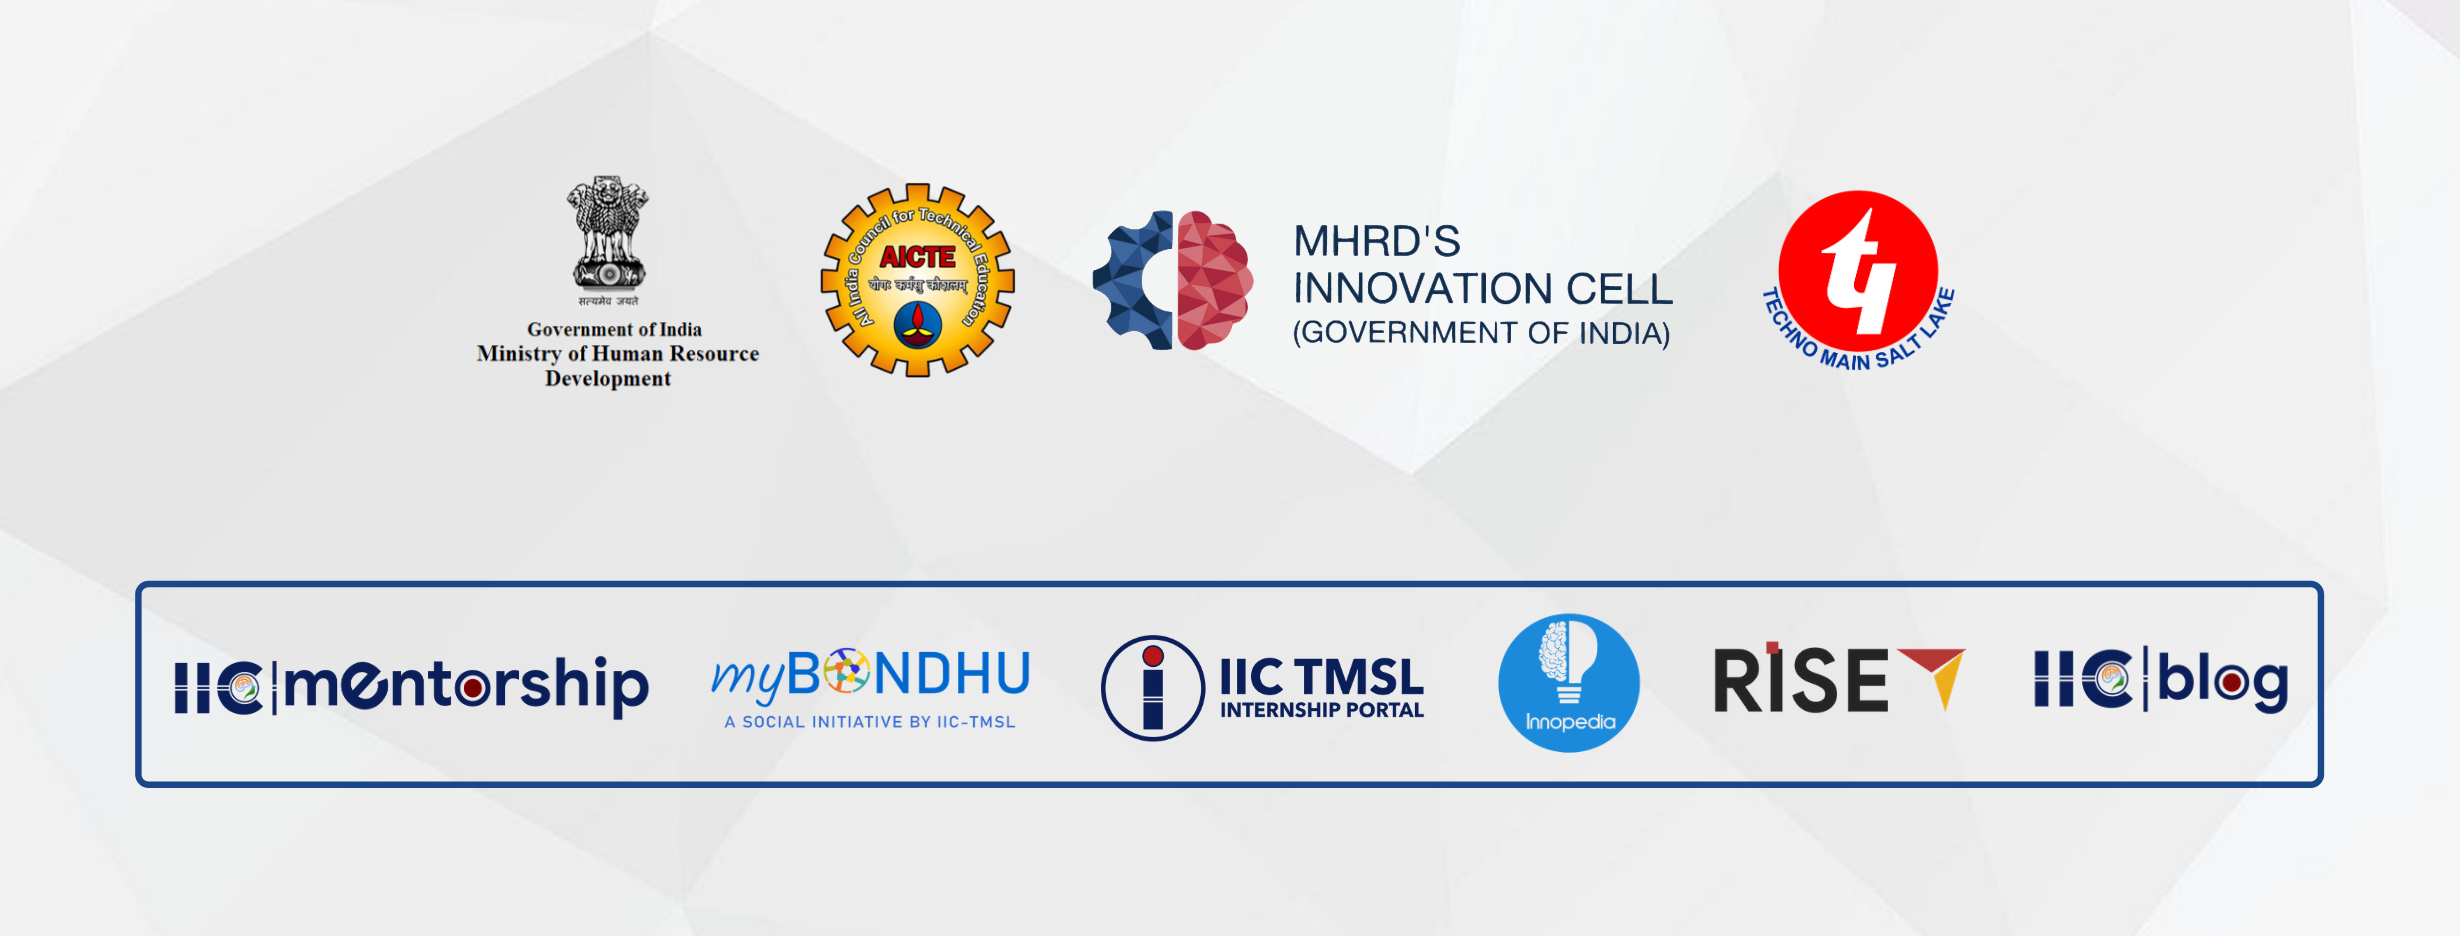 सत्यमेव जयते
Government of India
Ministry of Human Resource
Development
All India Council for Technical Education
AICTE
योगः कर्मसु कौशलम्
MHRD'S
INNOVATION CELL
(GOVERNMENT OF INDIA)
TECHNO MAIN SALT LAKE
IIC|mentorship
myBONDHU
A SOCIAL INITIATIVE BY IIC-TMSL
IIC TMSL
INTERNSHIP PORTAL
Innopedia
RISE
IIC|blog